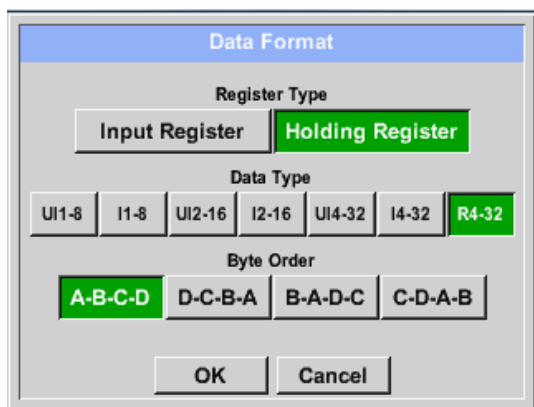 Data Format
Register Type
Input Register Holding Register
Data Type
UI1-8 I1-8 UI2-16 I2-16 UI4-32 I4-32 R4-32
Byte Order
A-B-C-D D-C-B-A B-A-D-C C-D-A-B
OK Cancel